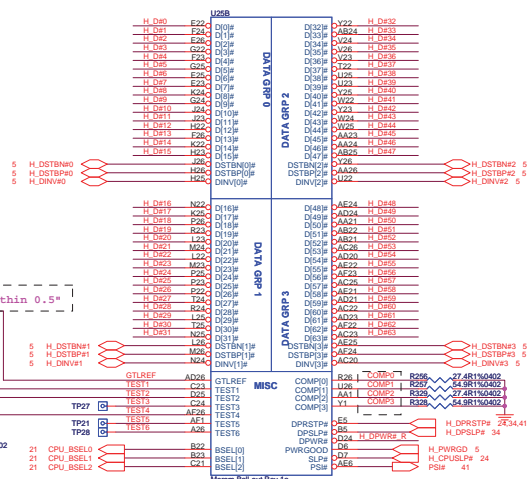 U25B
H_D#0 E22 D[0]# D[32]# Y22 H_D#32
H_D#1 F24 D[1]# D[33]# AB24 H_D#33
H_D#2 E26 D[2]# D[34]# V24 H_D#34
H_D#3 G22 D[3]# D[35]# V26 H_D#35
H_D#4 F23 D[4]# D[36]# V23 H_D#36
H_D#5 G25 D[5]# D[37]# T22 H_D#37
H_D#6 E25 D[6]# D[38]# U25 H_D#38
H_D#7 E23 D[7]# D[39]# U23 H_D#39
H_D#8 K24 D[8]# D[40]# Y25 H_D#40
H_D#9 G24 D[9]# D[41]# W22 H_D#41
H_D#10 J24 D[10]# D[42]# Y23 H_D#42
H_D#11 J23 D[11]# D[43]# W24 H_D#43
H_D#12 H22 D[12]# D[44]# W25 H_D#44
H_D#13 F26 D[13]# D[45]# AA23 H_D#45
H_D#14 K22 D[14]# D[46]# AA24 H_D#46
H_D#15 H23 D[15]# D[47]# AB25 H_D#47
5 H_DSTBN#0 J26 DSTBN[0]# DSTBN[2]# Y26 H_DSTBN#2 5
5 H_DSTBP#0 H26 DSTBP[0]# DSTBP[2]# AA26 H_DSTBP#2 5
5 H_DINV#0 H25 DINV[0]# DINV[2]# U22 H_DINV#2 5
DATA GRP 0
DATA GRP 2
H_D#16 N22 D[16]# D[48]# AE24 H_D#48
H_D#17 K25 D[17]# D[49]# AD24 H_D#49
H_D#18 P26 D[18]# D[50]# AA21 H_D#50
H_D#19 R23 D[19]# D[51]# AB22 H_D#51
H_D#20 L23 D[20]# D[52]# AB21 H_D#52
H_D#21 M24 D[21]# D[53]# AC26 H_D#53
H_D#22 L22 D[22]# D[54]# AD20 H_D#54
H_D#23 M23 D[23]# D[55]# AE22 H_D#55
H_D#24 P25 D[24]# D[56]# AF23 H_D#56
H_D#25 P23 D[25]# D[57]# AC25 H_D#57
H_D#26 P22 D[26]# D[58]# AE21 H_D#58
H_D#27 T24 D[27]# D[59]# AD21 H_D#59
H_D#28 R24 D[28]# D[60]# AC22 H_D#60
H_D#29 L25 D[29]# D[61]# AD23 H_D#61
H_D#30 T25 D[30]# D[62]# AF22 H_D#62
H_D#31 N25 D[31]# D[63]# AC23 H_D#63
5 H_DSTBN#1 L26 DSTBN[1]# DSTBN[3]# AE25 H_DSTBN#3 5
5 H_DSTBP#1 M26 DSTBP[1]# DSTBP[3]# AF24 H_DSTBP#3 5
5 H_DINV#1 N24 DINV[1]# DINV[3]# AC20 H_DINV#3 5
DATA GRP 1
DATA GRP 3
thin 0.5"
GTLREF AD26 GTLREF MISC COMP[0] R26 COMP0 R256 27.4R1%0402
TEST1 C23 TEST1 COMP[1] U26 COMP1 R257 54.9R1%0402
TEST2 D25 TEST2 COMP[2] AA1 COMP2 R329 27.4R1%0402
TP27 TEST3 C24 TEST3 COMP[3] Y1 COMP3 R328 54.9R1%0402
TEST4 AF26 TEST4
TP21 TEST5 AF1 TEST5 DPRSTP# E5 H_DPRSTP# 24,34,41
TP28 TEST6 A26 TEST6 DPSLP# B5 H_DPSLP# 34
DPWR# D24 H_DPWR#_R
02
21 CPU_BSEL0 B22 BSEL[0] PWRGOOD D6 H_PWRGD 5
21 CPU_BSEL1 B23 BSEL[1] SLP# D7 H_CPUSLP# 24
21 CPU_BSEL2 C21 BSEL[2] PSI# AE6 PSI# 41